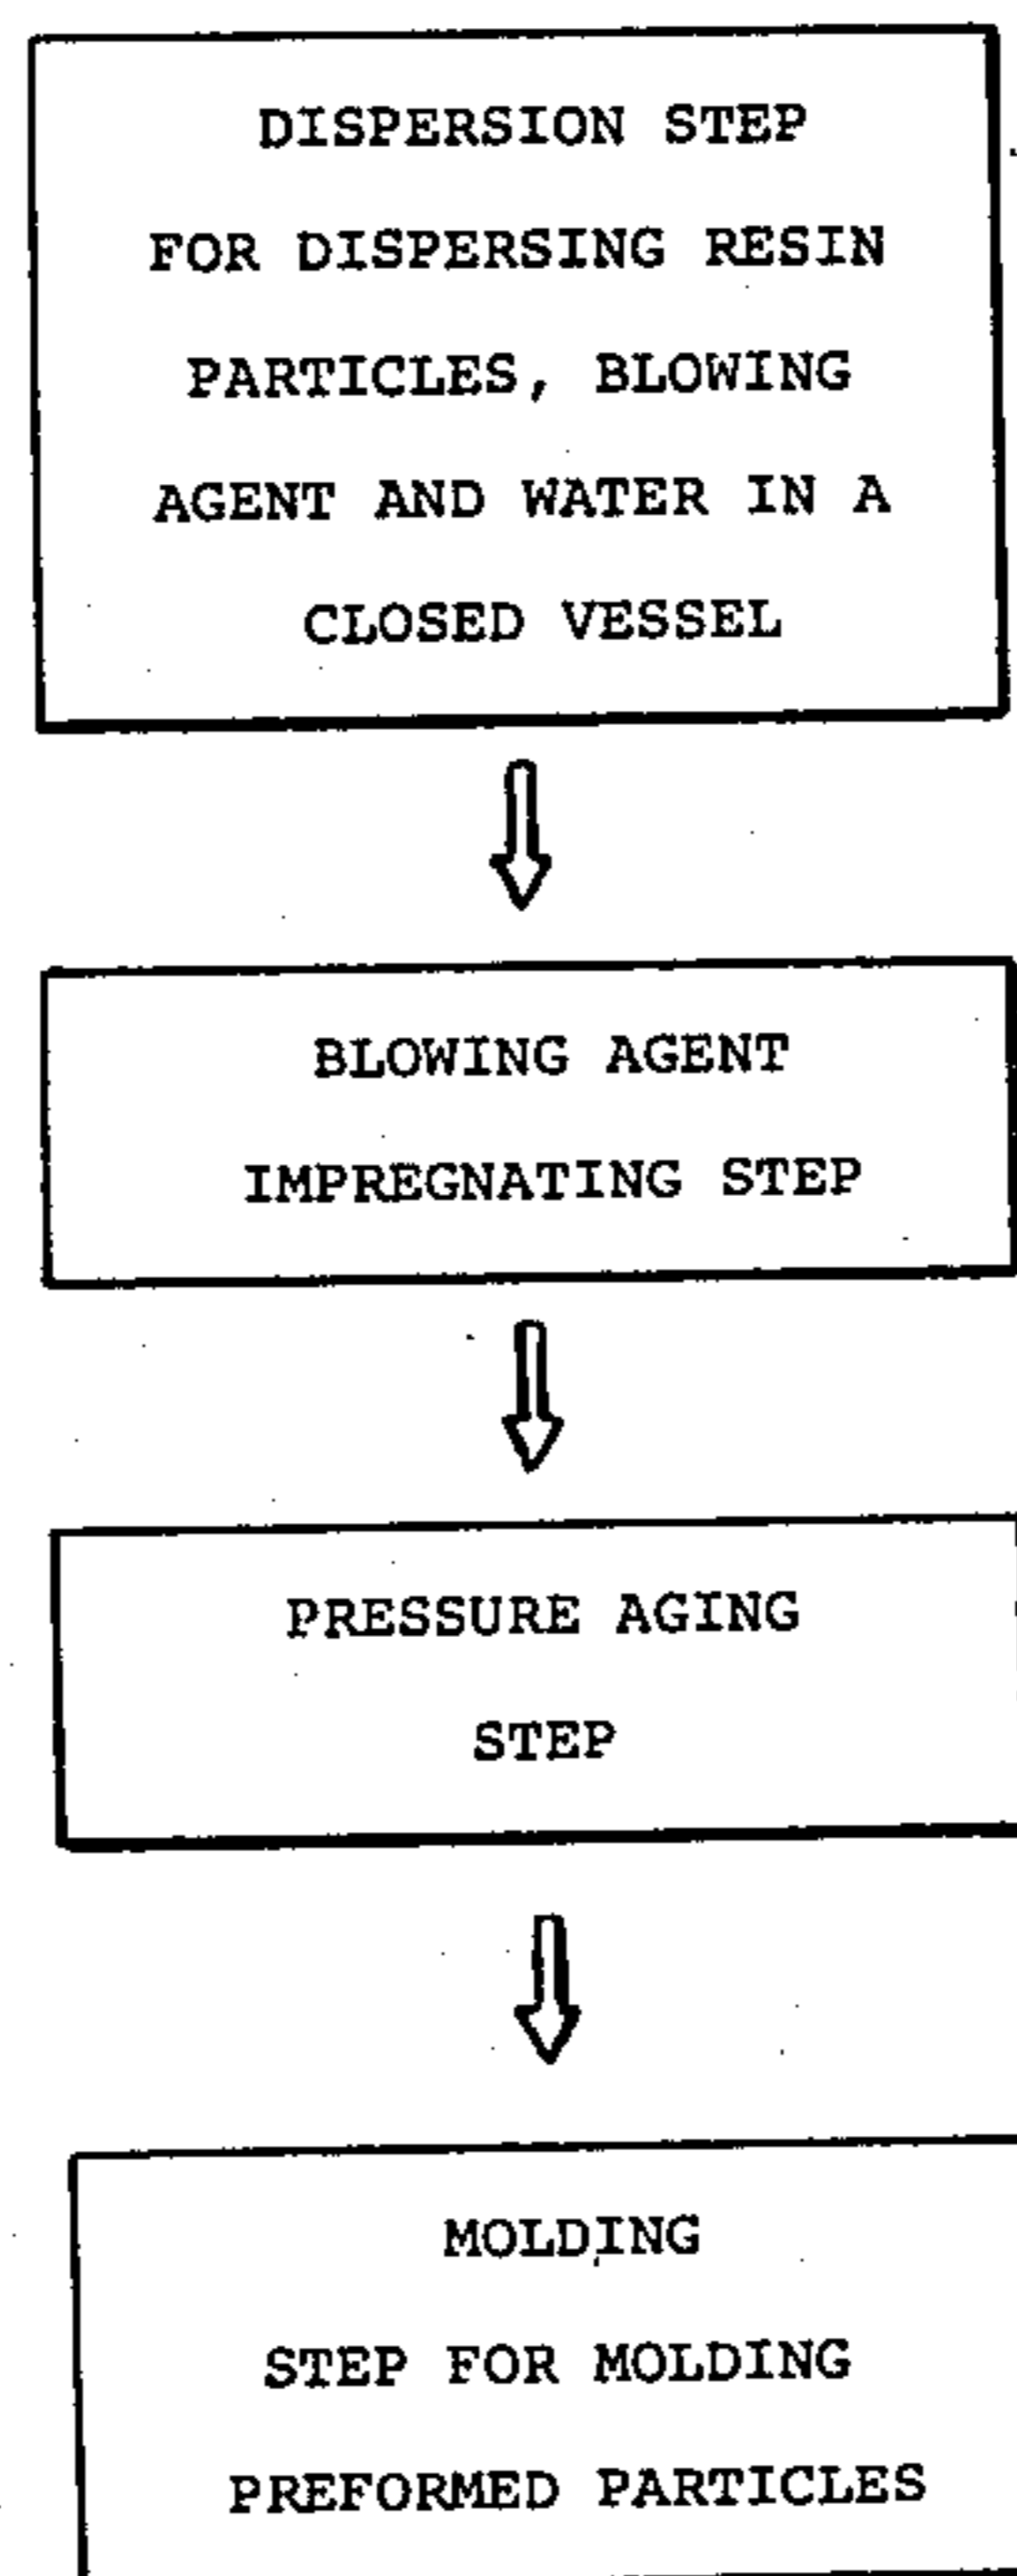 DISPERSION STEP
FOR DISPERSING RESIN
PARTICLES, BLOWING
AGENT AND WATER IN A
CLOSED VESSEL
BLOWING AGENT
IMPREGNATING STEP
PRESSURE AGING
STEP
MOLDING
STEP FOR MOLDING
PREFORMED PARTICLES